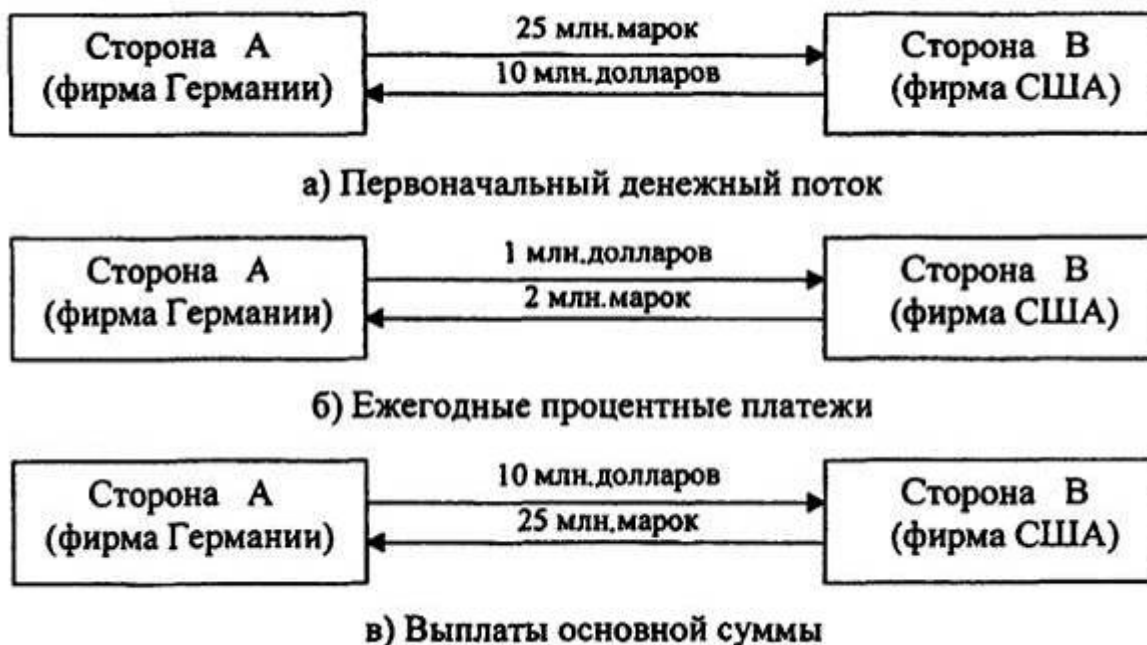 Сторона А
(фирма Германии)
25 млн.марок
10 млн.долларов
Сторона В
(фирма США)
а) Первоначальный денежный поток
Сторона А
(фирма Германии)
1 млн.долларов
2 млн.марок
Сторона В
(фирма США)
б) Ежегодные процентные платежи
Сторона А
(фирма Германии)
10 млн.долларов
25 млн.марок
Сторона В
(фирма США)
в) Выплаты основной суммы